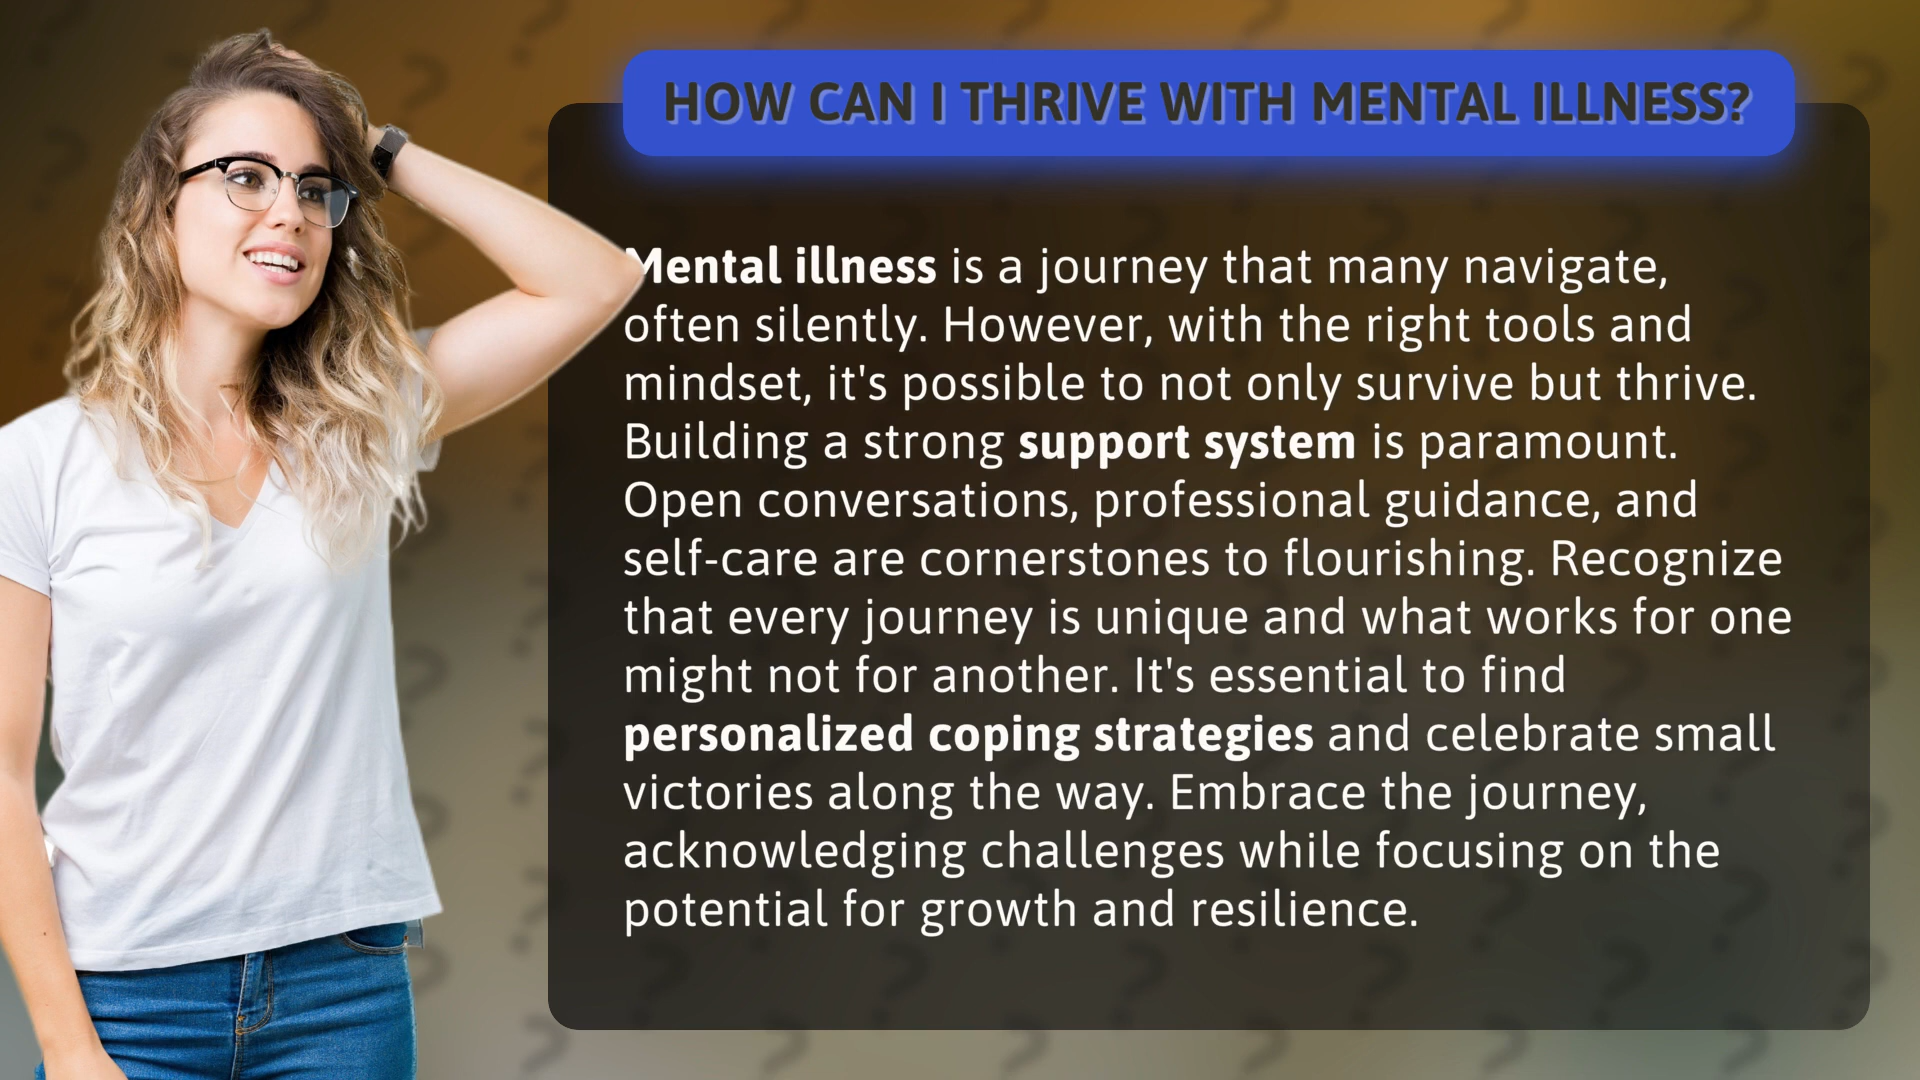 HOW CAN I THRIVE WITH MENTAL ILLNESS?
Mental illness is a journey that many navigate,
often silently. However, with the right tools and
mindset, it's possible to not only survive but thrive.
Building a strong support system is paramount.
Open conversations, professional guidance, and
self-care are cornerstones to flourishing. Recognize
that every journey is unique and what works for one
might not for another. It's essential to find
personalized coping strategies and celebrate small
victories along the way. Embrace the journey,
acknowledging challenges while focusing on the
potential for growth and resilience.